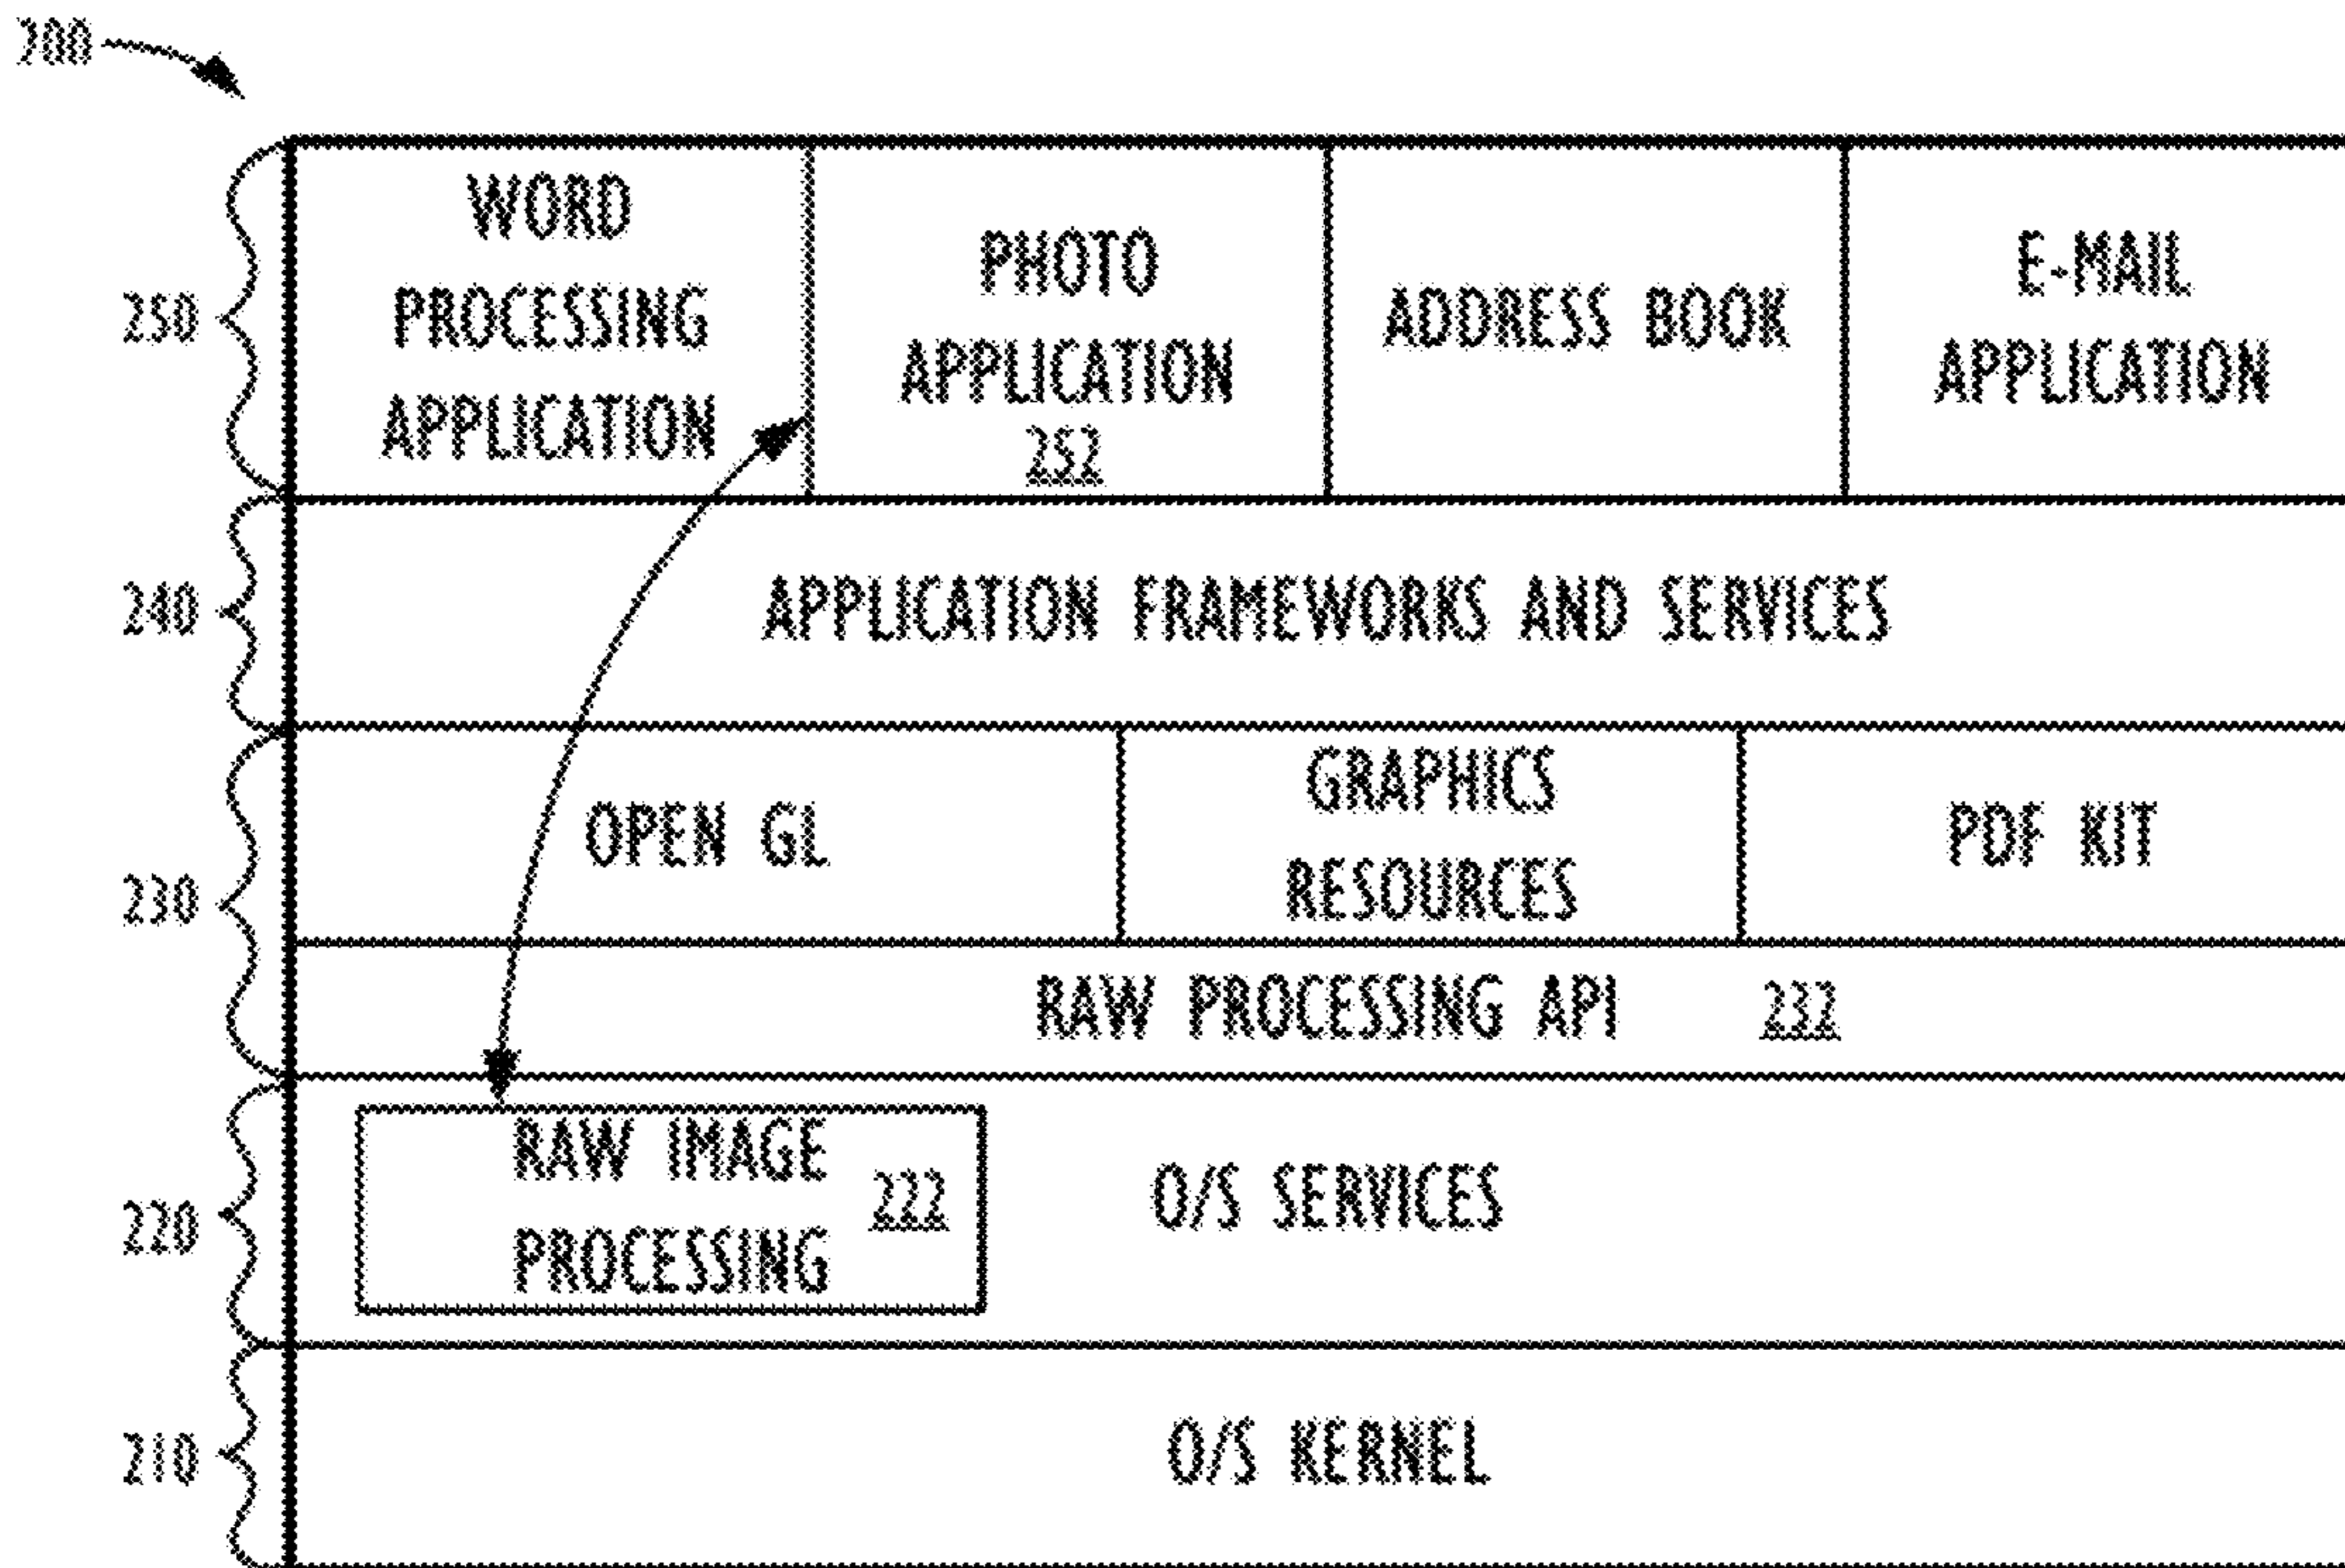 200
250
WORD
PROCESSING
APPLICATION
PHOTO
APPLICATION
252
ADDRESS BOOK
E-MAIL
APPLICATION
240
APPLICATION FRAMEWORKS AND SERVICES
230
OPEN GL
GRAPHICS
RESOURCES
PDF KIT
RAW PROCESSING API 232
220
RAW IMAGE
PROCESSING
222
O/S SERVICES
210
O/S KERNEL